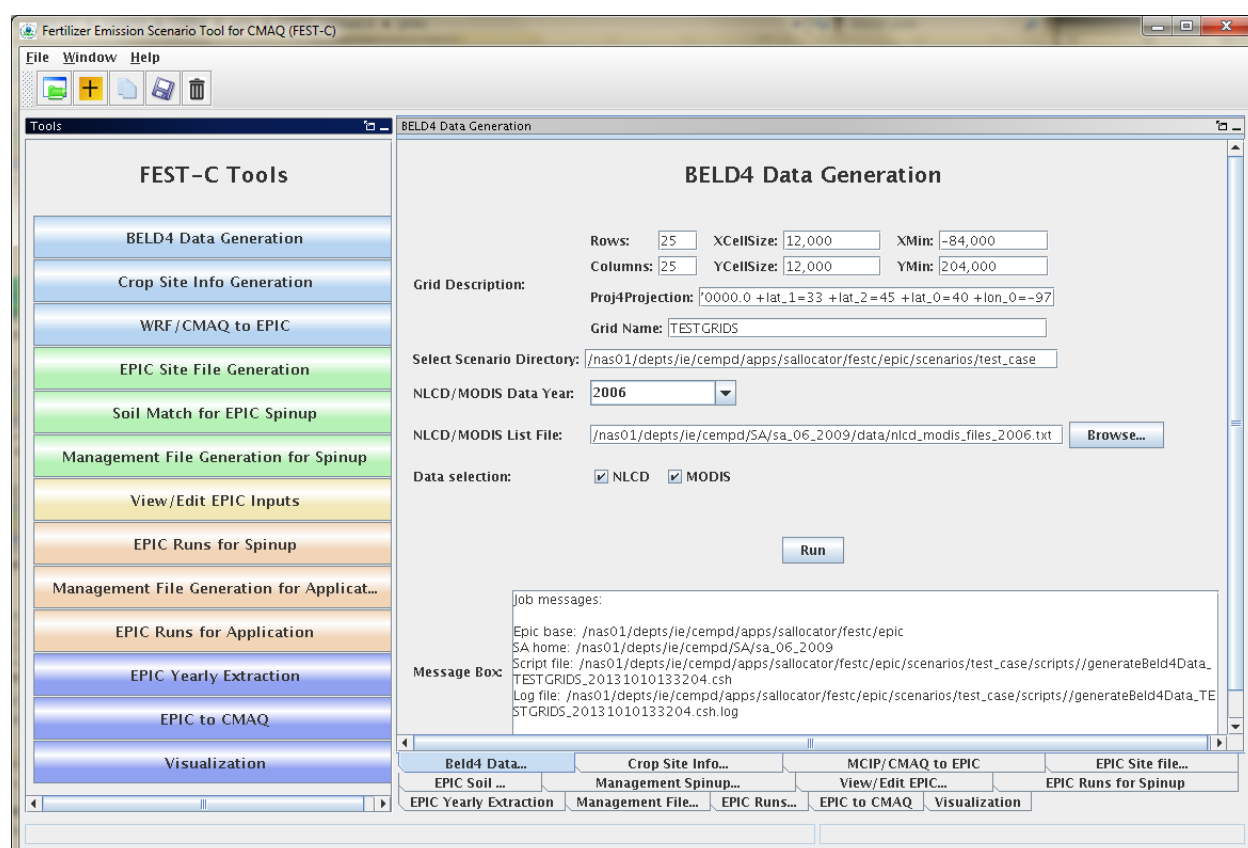 Fertilizer Emission Scenario Tool for CMAQ (FEST-C)
File Window Help
Tools
FEST-C Tools
BELD4 Data Generation
Crop Site Info Generation
WRF/CMAQ to EPIC
EPIC Site File Generation
Soil Match for EPIC Spinup
Management File Generation for Spinup
View/Edit EPIC Inputs
EPIC Runs for Spinup
Management File Generation for Applicat...
EPIC Runs for Application
EPIC Yearly Extraction
EPIC to CMAQ
Visualization
BELD4 Data Generation
BELD4 Data Generation
Grid Description:
Rows: 25 XCellSize: 12,000 XMin: -84,000
Columns: 25 YCellSize: 12,000 YMin: 204,000
Proj4Projection: '0000.0 +lat_1=33 +lat_2=45 +lat_0=40 +lon_0=-97
Grid Name: TESTGRIDS
Select Scenario Directory: /nas01/depts/ie/cempd/apps/sallocator/festc/epic/scenarios/test_case
NLCD/MODIS Data Year: 2006
NLCD/MODIS List File: /nas01/depts/ie/cempd/SA/sa_06_2009/data/nlcd_modis_files_2006.txt Browse...
Data selection: NLCD MODIS
Run
Message Box:
Job messages:
Epic base: /nas01/depts/ie/cempd/apps/sallocator/festc/epic
SA home: /nas01/depts/ie/cempd/SA/sa_06_2009
Script file: /nas01/depts/ie/cempd/apps/sallocator/festc/epic/scenarios/test_case/scripts//generateBeld4Data_
TESTGRIDS_20131010133204.csh
Log file: /nas01/depts/ie/cempd/apps/sallocator/festc/epic/scenarios/test_case/scripts//generateBeld4Data_TE
STGRIDS_20131010133204.csh.log
Beld4 Data... Crop Site Info... MCIP/CMAQ to EPIC EPIC Site file...
EPIC Soil ... Management Spinup... View/Edit EPIC... EPIC Runs for Spinup
EPIC Yearly Extraction Management File... EPIC Runs... EPIC to CMAQ Visualization